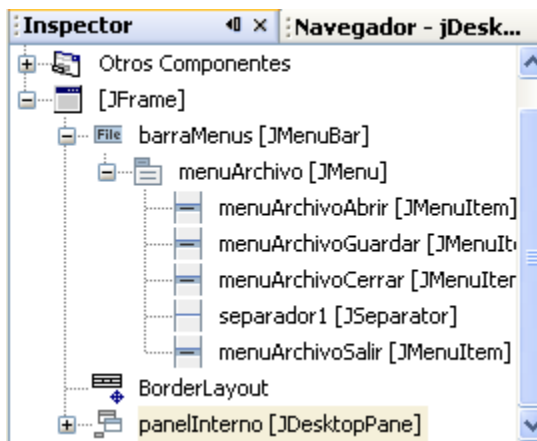 Inspector Navegador - jDesk...
Otros Componentes
[JFrame]
File barraMenus [JMenuBar]
menuArchivo [JMenu]
menuArchivoAbrir [JMenuItem]
menuArchivoGuardar [JMenuIt
menuArchivoCerrar [JMenuIter
separador1 [JSeparator]
menuArchivoSalir [JMenuItem]
BorderLayout
panelInterno [JDesktopPane]